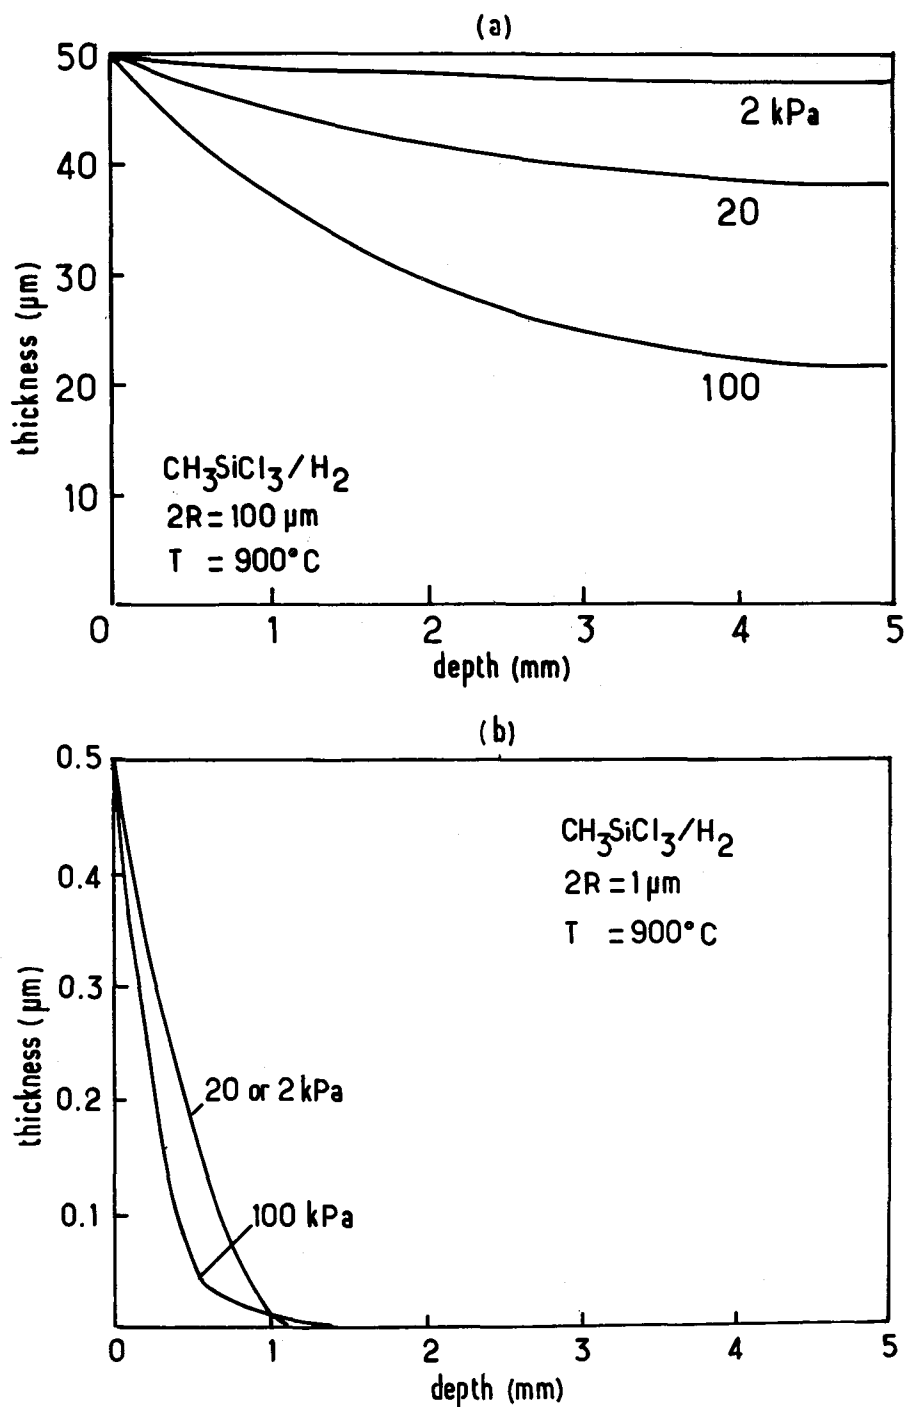 (a)
50
40
30
20
10
0
1
2
3
4
5
thickness (µm)
depth (mm)
2 kPa
20
100
CH₃SiCl₃/H₂
2R = 100 µm
T = 900°C
(b)
0.5
0.4
0.3
0.2
0.1
0
1
2
3
4
5
thickness (µm)
depth (mm)
CH₃SiCl₃/H₂
2R = 1 µm
T = 900°C
20 or 2 kPa
100 kPa